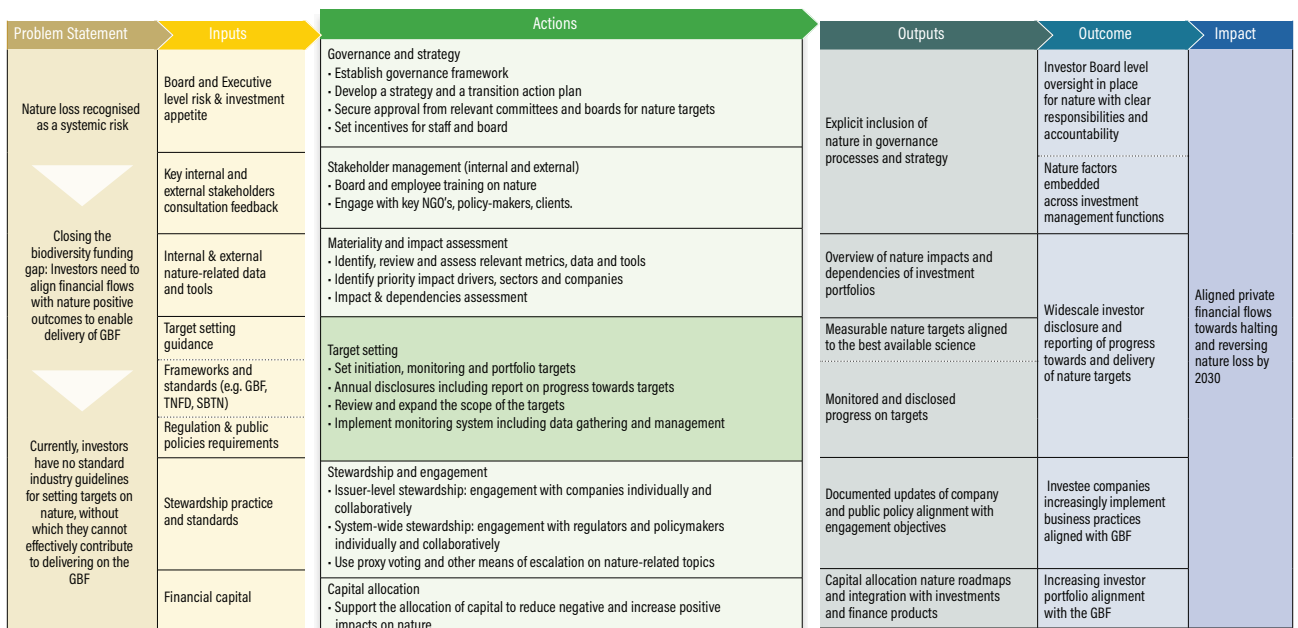 Problem Statement
Inputs
Actions
Outputs
Outcome
Impact
Nature loss recognised
as a systemic risk
Closing the
biodiversity funding
gap: Investors need to
align financial flows
with nature positive
outcomes to enable
delivery of GBF
Currently, investors
have no standard
industry guidelines
for setting targets on
nature, without
which they cannot
effectively contribute
to delivering on the
GBF
Board and Executive
level risk & investment
appetite
Key internal and
external stakeholders
consultation feedback
Internal & external
nature-related data
and tools
Target setting
guidance
Frameworks and
standards (e.g. GBF,
TNFD, SBTN)
Regulation & public
policies requirements
Stewardship practice
and standards
Financial capital
Governance and strategy
• Establish governance framework
• Develop a strategy and a transition action plan
• Secure approval from relevant committees and boards for nature targets
• Set incentives for staff and board
Stakeholder management (internal and external)
• Board and employee training on nature
• Engage with key NGO's, policy-makers, clients.
Materiality and impact assessment
• Identify, review and assess relevant metrics, data and tools
• Identify priority impact drivers, sectors and companies
• Impact & dependencies assessment
Target setting
• Set initiation, monitoring and portfolio targets
• Annual disclosures including report on progress towards targets
• Review and expand the scope of the targets
• Implement monitoring system including data gathering and management
Stewardship and engagement
• Issuer-level stewardship: engagement with companies individually and
collaboratively
• System-wide stewardship: engagement with regulators and policymakers
individually and collaboratively
• Use proxy voting and other means of escalation on nature-related topics
Capital allocation
• Support the allocation of capital to reduce negative and increase positive
impacts on nature
Explicit inclusion of
nature in governance
processes and strategy
Overview of nature impacts and
dependencies of investment
portfolios
Measurable nature targets aligned
to the best available science
Monitored and disclosed
progress on targets
Documented updates of company
and public policy alignment with
engagement objectives
Capital allocation nature roadmaps
and integration with investments
and finance products
Investor Board level
oversight in place
for nature with clear
responsibilities and
accountability
Nature factors
embedded
across investment
management functions
Widescale investor
disclosure and
reporting of progress
towards and delivery
of nature targets
Investee companies
increasingly implement
business practices
aligned with GBF
Increasing investor
portfolio alignment
with the GBF
Aligned private
financial flows
towards halting
and reversing
nature loss by
2030